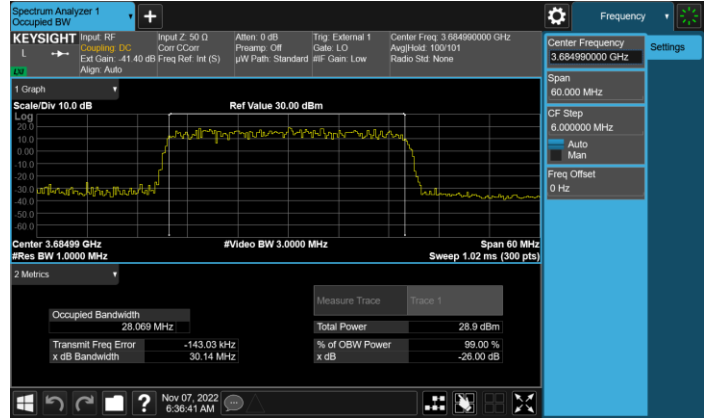 Spectrum Analyzer 1
Occupied BW
Frequency
KEYSIGHT
L
LXI
Input: RF
Coupling: DC
Ext Gain: -41.40 dB
Align: Auto
Input Z: 50 Ω
Corr CCorr
Freq Ref: Int (S)
Atten: 0 dB
Preamp: Off
µW Path: Standard
Trig: External 1
Gate: LO
#IF Gain: Low
Center Freq: 3.684990000 GHz
Avg|Hold: 100/101
Radio Std: None
1 Graph
Scale/Div 10.0 dB
Ref Value 30.00 dBm
Log
20.0
10.0
0.00
-10.0
-20.0
-30.0
-40.0
-50.0
-60.0
Center 3.68499 GHz
#Video BW 3.0000 MHz
Span 60 MHz
#Res BW 1.0000 MHz
Sweep 1.02 ms (300 pts)
2 Metrics
Measure Trace
Trace 1
Occupied Bandwidth
28.069 MHz
Total Power
28.9 dBm
Transmit Freq Error
-143.03 kHz
% of OBW Power
99.00 %
x dB Bandwidth
30.14 MHz
x dB
-26.00 dB
Center Frequency
3.684990000 GHz
Settings
Span
60.000 MHz
CF Step
6.000000 MHz
Auto
Man
Freq Offset
0 Hz
?
Nov 07, 2022
6:36:41 AM